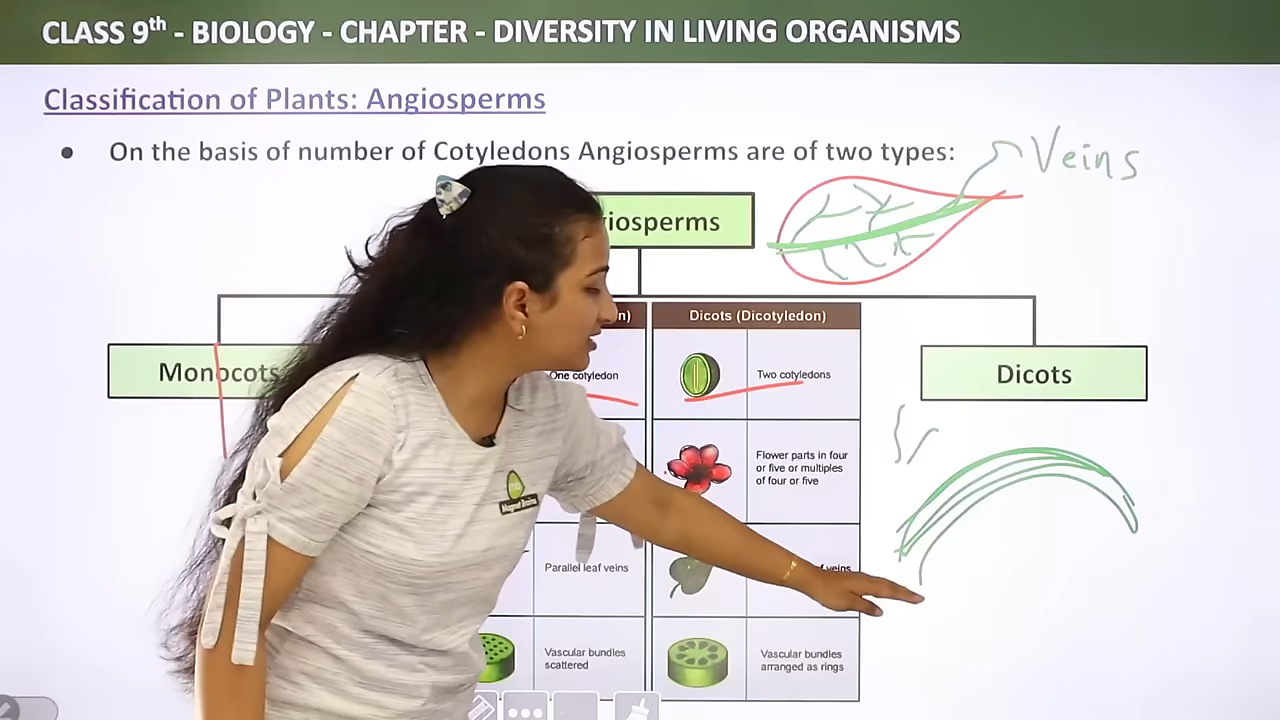 CLASS 9th - BIOLOGY - CHAPTER - DIVERSITY IN LIVING ORGANISMS
Classification of Plants: Angiosperms
● On the basis of number of Cotyledons Angiosperms are of two types:
Veins
iosperms
n)
Dicots (Dicotyledon)
Monocots
One cotyledon
Two cotyledons
Dicots
Flower parts in four
or five or multiples
of four or five
Magnet Brains
Parallel leaf veins
f veins
Vascular bundles
scattered
Vascular bundles
arranged as rings